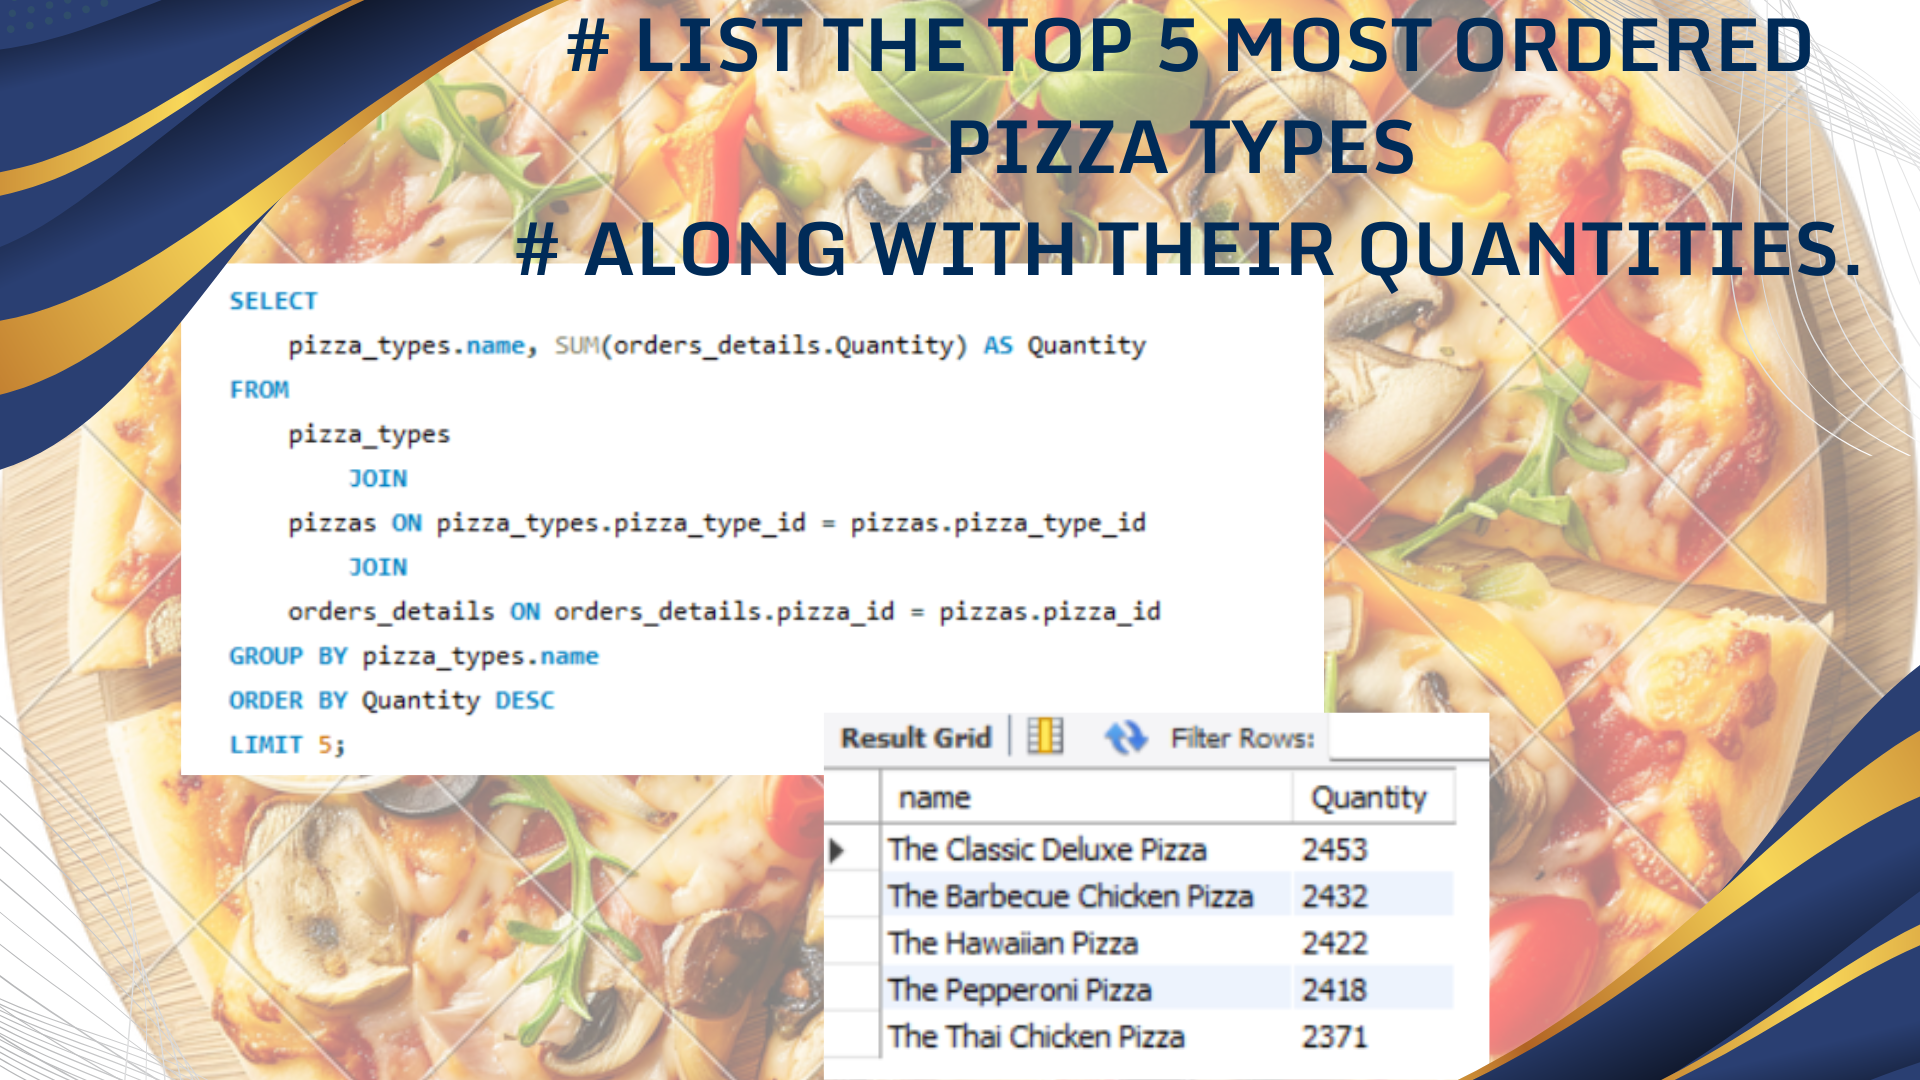 # LIST THE TOP 5 MOST ORDERED
PIZZA TYPES
# ALONG WITH THEIR QUANTITIES.
SELECT
pizza_types.name, SUM(orders_details.Quantity) AS Quantity
FROM
pizza_types
JOIN
pizzas ON pizza_types.pizza_type_id = pizzas.pizza_type_id
JOIN
orders_details ON orders_details.pizza_id = pizzas.pizza_id
GROUP BY pizza_types.name
ORDER BY Quantity DESC
LIMIT 5;
Result Grid Filter Rows:
name Quantity
The Classic Deluxe Pizza 2453
The Barbecue Chicken Pizza 2432
The Hawaiian Pizza 2422
The Pepperoni Pizza 2418
The Thai Chicken Pizza 2371